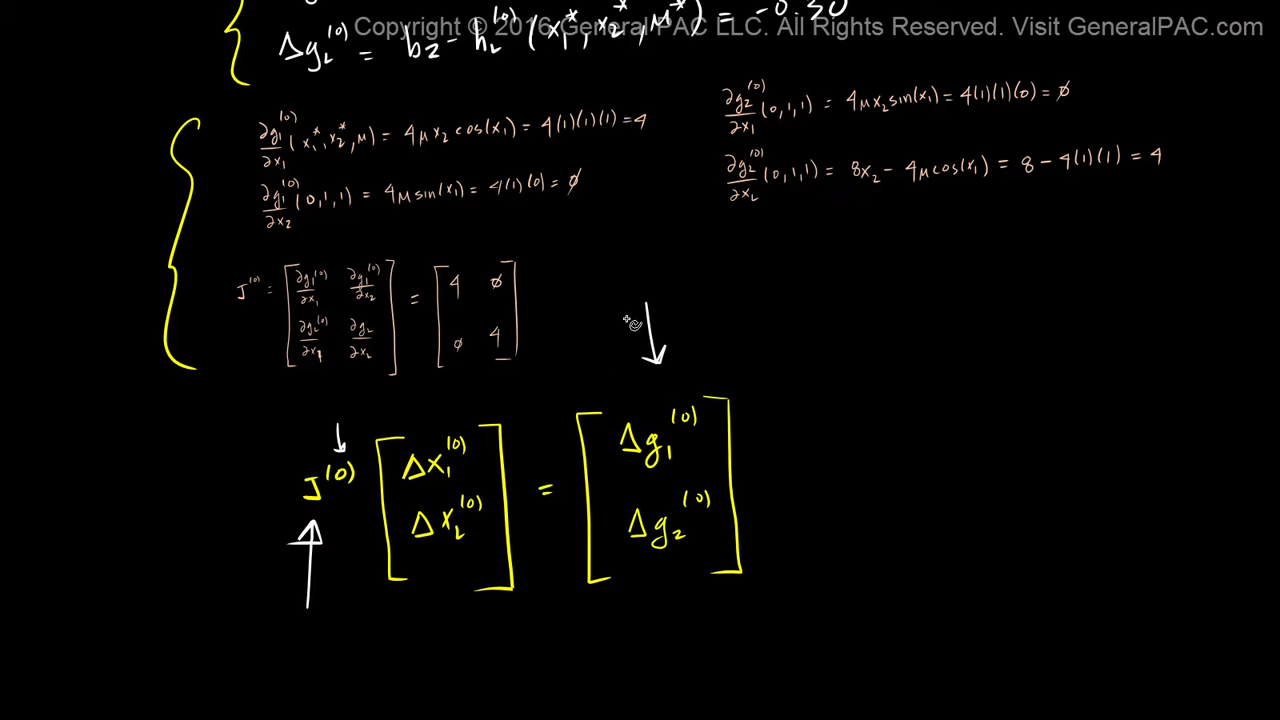 Copyright © 2016 GeneralPAC LLC. All Rights Reserved. Visit GeneralPAC.com
Δg₂⁽⁰⁾ = b2 - h₂⁽⁰⁾ (x₁*, x₂*, μ*) = -0.30
∂g₁⁽⁰⁾/∂x₁ (x₁*, x₂*, μ) = 4μx₂cos(x₁) = 4(1)(1)(1) = 4
∂g₁⁽⁰⁾/∂x₂ (0,1,1) = 4μsin(x₁) = 4(1)(0) = ∅
∂g₂⁽⁰⁾/∂x₁ (0,1,1) = 4μx₂sin(x₁) = 4(1)(1)(0) = ∅
∂g₂⁽⁰⁾/∂x₂ (0,1,1) = 8x₂ - 4μcos(x₁) = 8 - 4(1)(1) = 4
J⁽⁰⁾ = [ ∂g₁⁽⁰⁾/∂x₁ ∂g₁⁽⁰⁾/∂x₂ ] = [ 4 ∅ ]
[ ∂g₂⁽⁰⁾/∂x₁ ∂g₂/∂x₂ ] [ ∅ 4 ]
J⁽⁰⁾ [ Δx₁⁽⁰⁾ ] = [ Δg₁⁽⁰⁾ ]
[ Δx₂⁽⁰⁾ ] [ Δg₂⁽⁰⁾ ]